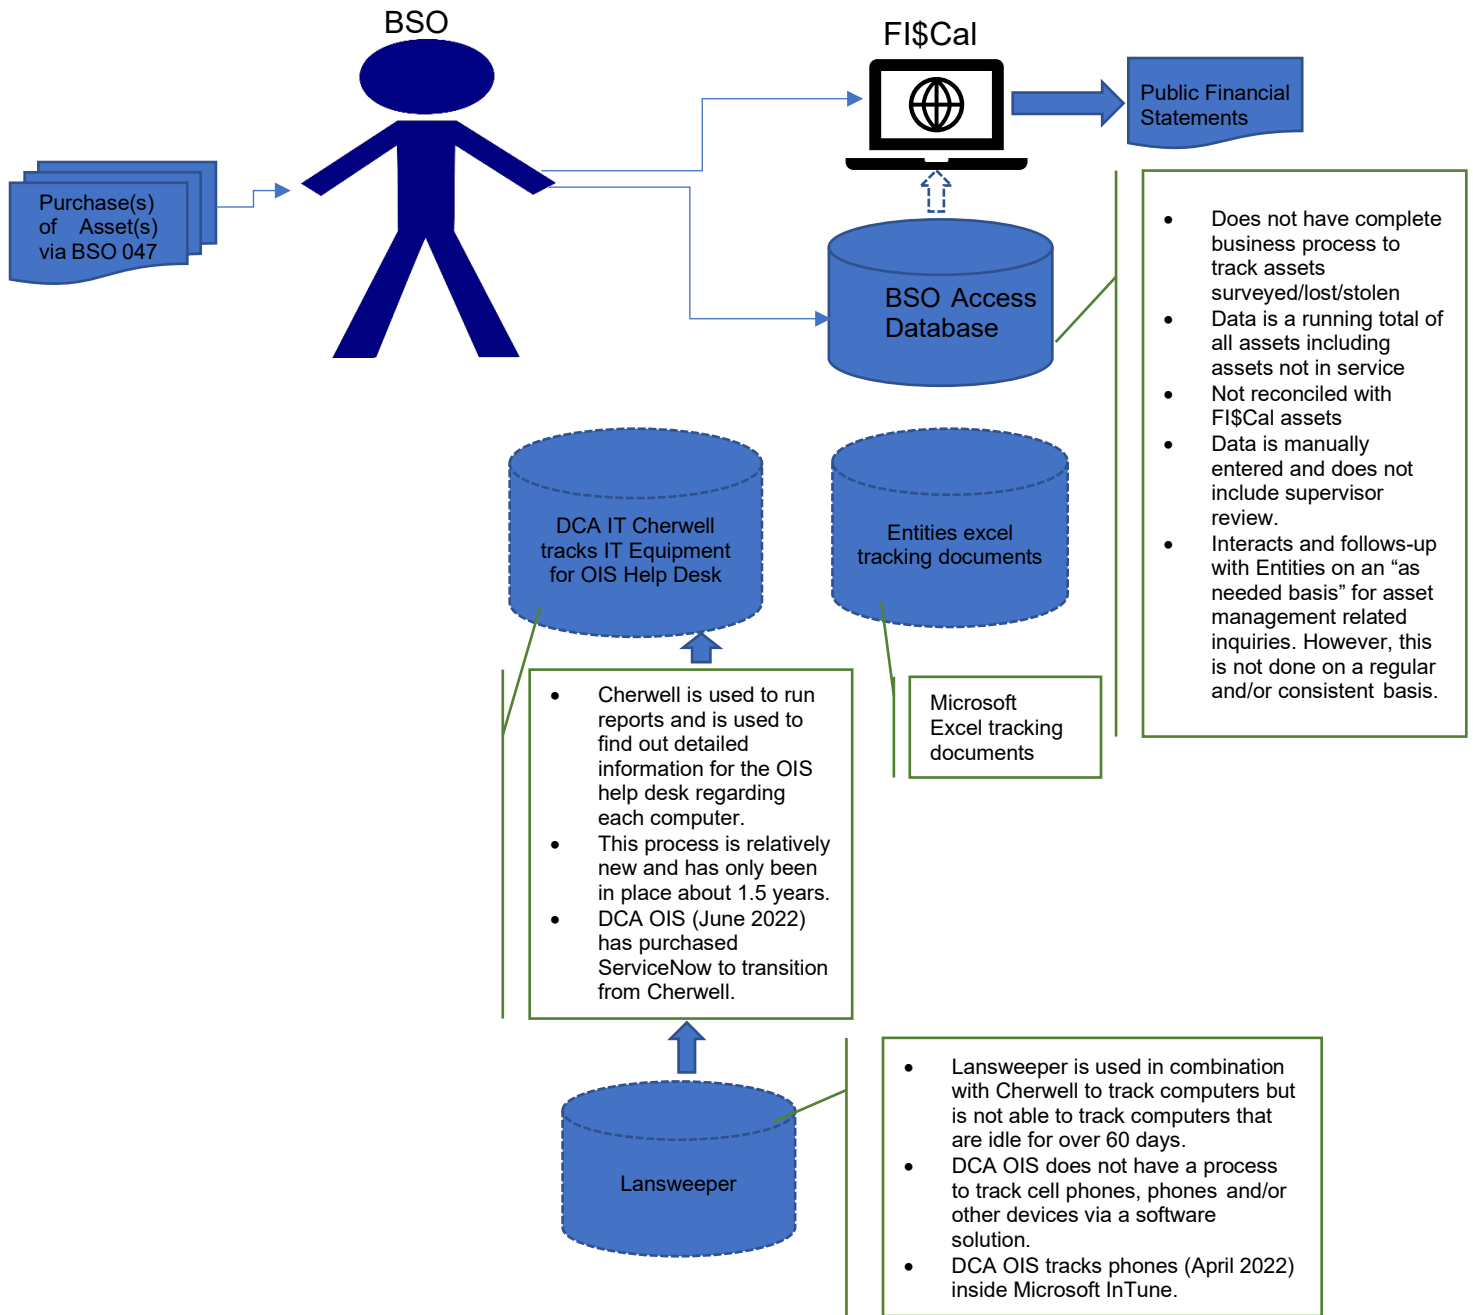 BSO
FI$Cal
Public Financial
Statements
Purchase(s)
of Asset(s)
via BSO 047
BSO Access
Database
• Does not have complete
business process to
track assets
surveyed/lost/stolen
• Data is a running total of
all assets including
assets not in service
• Not reconciled with
FI$Cal assets
• Data is manually
entered and does not
include supervisor
review.
• Interacts and follows-up
with Entities on an “as
needed basis” for asset
management related
inquiries. However, this
is not done on a regular
and/or consistent basis.
DCA IT Cherwell
tracks IT Equipment
for OIS Help Desk
Entities excel
tracking documents
Microsoft
Excel tracking
documents
• Cherwell is used to run
reports and is used to
find out detailed
information for the OIS
help desk regarding
each computer.
• This process is relatively
new and has only been
in place about 1.5 years.
• DCA OIS (June 2022)
has purchased
ServiceNow to transition
from Cherwell.
Lansweeper
• Lansweeper is used in combination
with Cherwell to track computers but
is not able to track computers that
are idle for over 60 days.
• DCA OIS does not have a process
to track cell phones, phones and/or
other devices via a software
solution.
• DCA OIS tracks phones (April 2022)
inside Microsoft InTune.